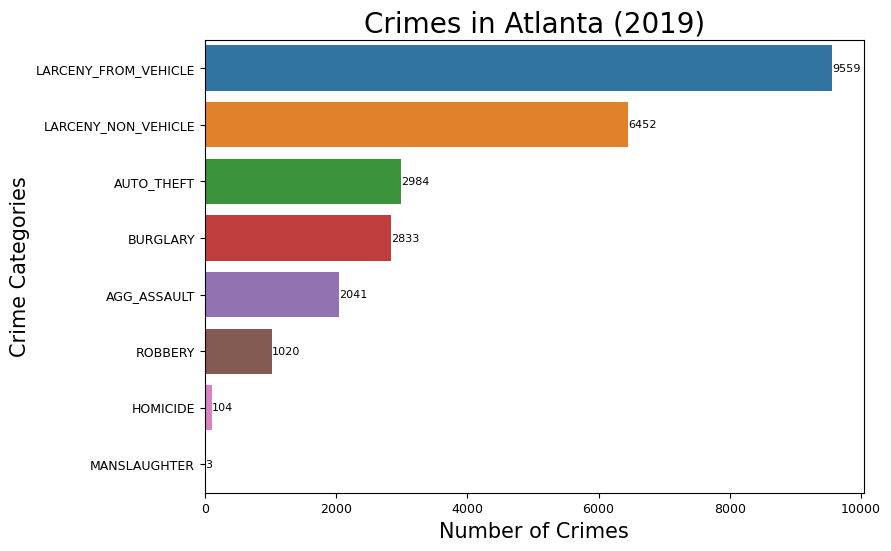 Crimes in Atlanta (2019)
Crime Categories
LARCENY_FROM_VEHICLE 9559
LARCENY_NON_VEHICLE 6452
AUTO_THEFT 2984
BURGLARY 2833
AGG_ASSAULT 2041
ROBBERY 1020
HOMICIDE 104
MANSLAUGHTER 3
0 2000 4000 6000 8000 10000
Number of Crimes